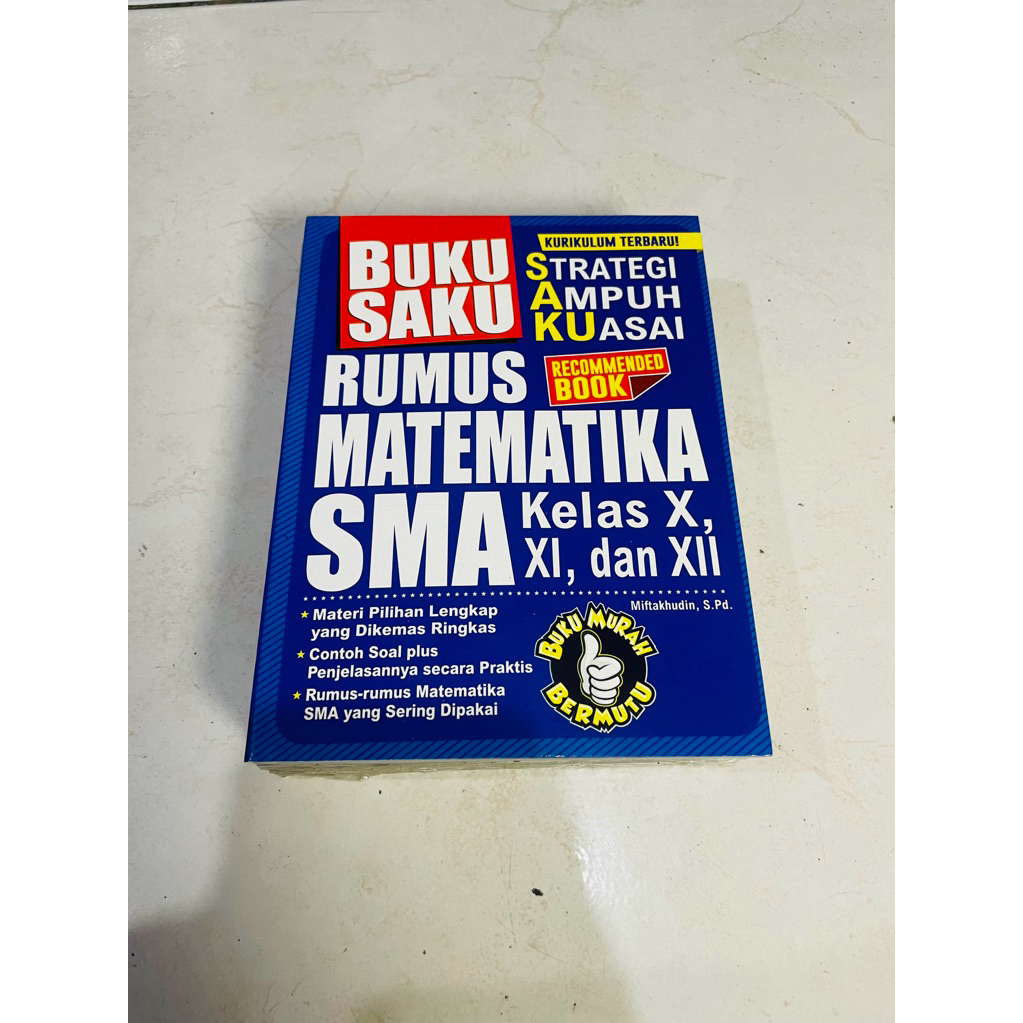 BUKU
SAKU
KURIKULUM TERBARU!
STRATEGI
AMPUH
KUASAI
RUMUS
RECOMMENDED
BOOK
MATEMATIKA
SMA
Kelas X,
XI, dan XII
Miftakhudin, S.Pd.
Materi Pilihan Lengkap
yang Dikemas Ringkas
Contoh Soal plus
Penjelasannya secara Praktis
Rumus-rumus Matematika
SMA yang Sering Dipakai
BUKU MURAH
BERMUTU